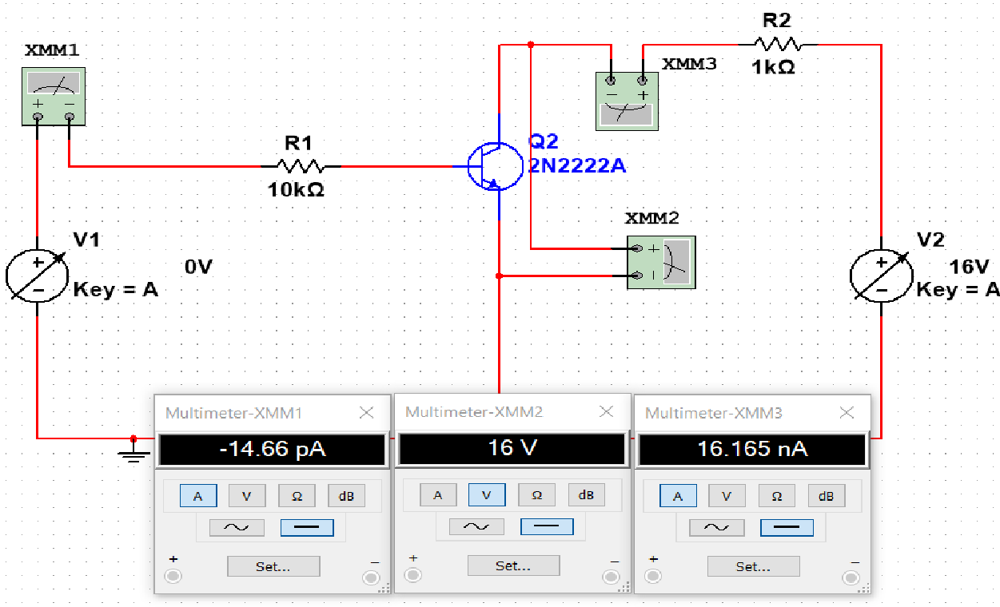 R2
1kΩ
XMM1
+ −
XMM3
− +
R1
10kΩ
Q2
2N2222A
XMM2
+
−
V1
+
−
0V
Key = A
V2
+
−
16V
Key = A
Multimeter-XMM1
-14.66 pA
A V Ω dB
+ Set... −
Multimeter-XMM2
16 V
A V Ω dB
+ Set... −
Multimeter-XMM3
16.165 nA
A V Ω dB
+ Set... −